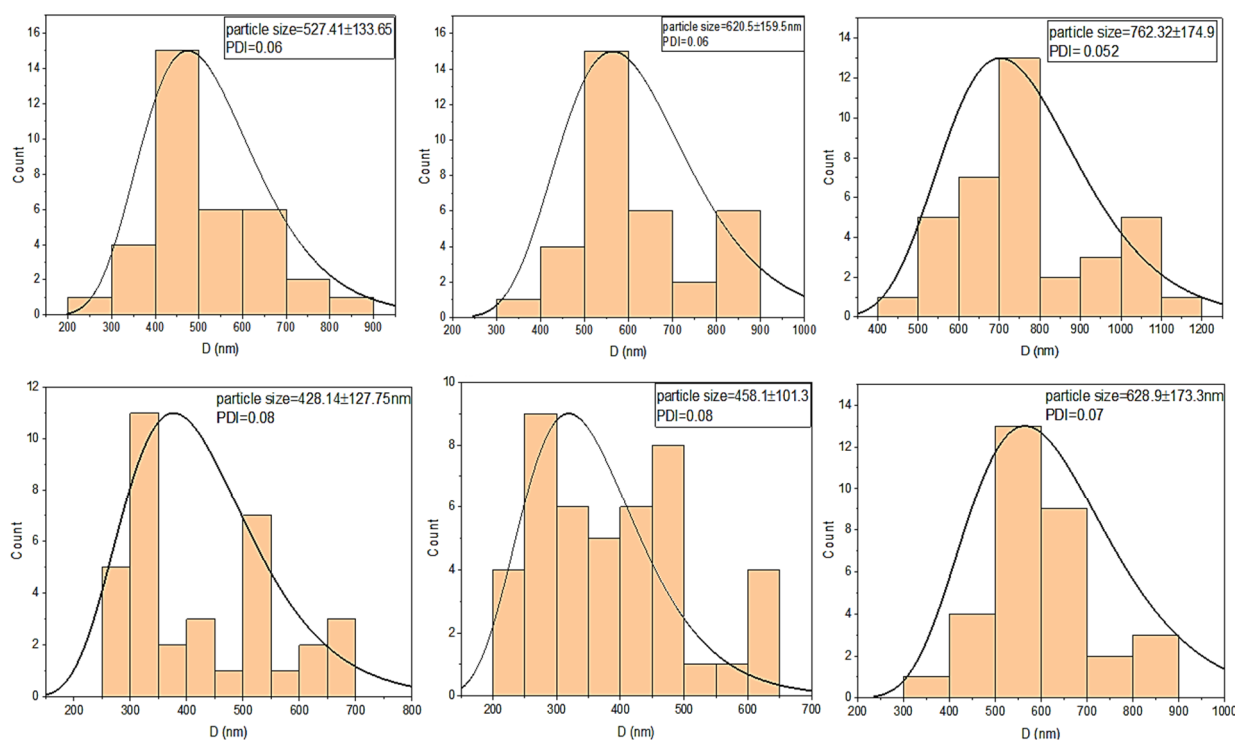 particle size=527.41±133.65
PDI=0.06
16
14
12
10
8
6
4
2
0
Count
200 300 400 500 600 700 800 900
D (nm)
particle size=620.5±159.5nm
PDI=0.06
16
14
12
10
8
6
4
2
0
Count
200 300 400 500 600 700 800 900 1000
D (nm)
particle size=762.32±174.9
PDI= 0.052
14
12
10
8
6
4
2
0
Count
400 500 600 700 800 900 1000 1100 1200
D (nm)
particle size=428.14±127.75nm
PDI=0.08
12
10
8
6
4
2
0
Count
200 300 400 500 600 700 800
D (nm)
particle size=458.1±101.3
PDI=0.08
10
8
6
4
2
0
Count
200 300 400 500 600 700
D (nm)
particle size=628.9±173.3nm
PDI=0.07
14
12
10
8
6
4
2
0
Count
200 300 400 500 600 700 800 900 1000
D (nm)